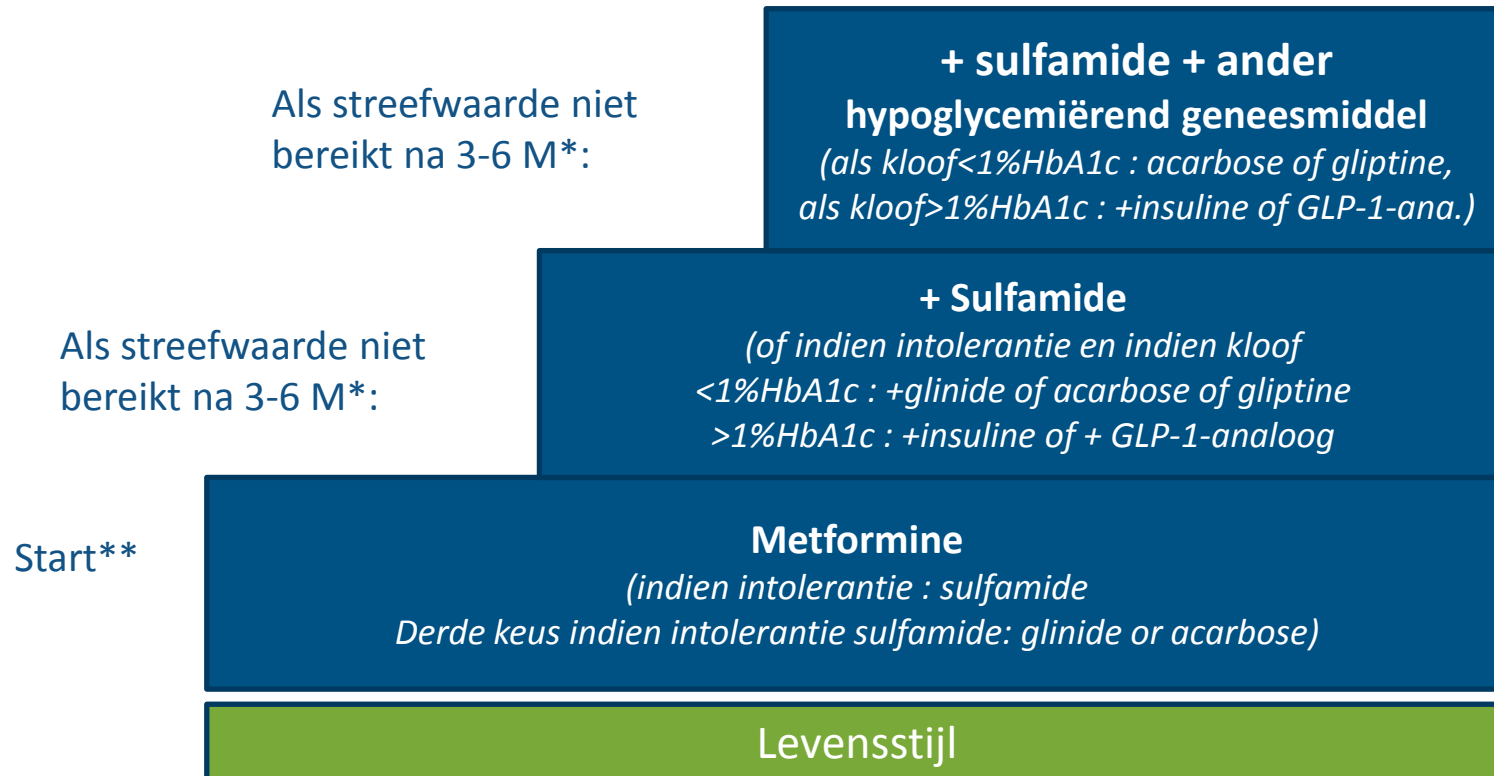 + sulfamide + ander
hypoglycemiërend geneesmiddel
(als kloof<1%HbA1c : acarbose of gliptine,
als kloof>1%HbA1c : +insuline of GLP-1-ana.)
Als streefwaarde niet
bereikt na 3-6 M*:
+ Sulfamide
(of indien intolerantie en indien kloof
<1%HbA1c : +glinide of acarbose of gliptine
>1%HbA1c : +insuline of + GLP-1-analoog
Als streefwaarde niet
bereikt na 3-6 M*:
Start**
Metformine
(indien intolerantie : sulfamide
Derde keus indien intolerantie sulfamide: glinide or acarbose)
Levensstijl